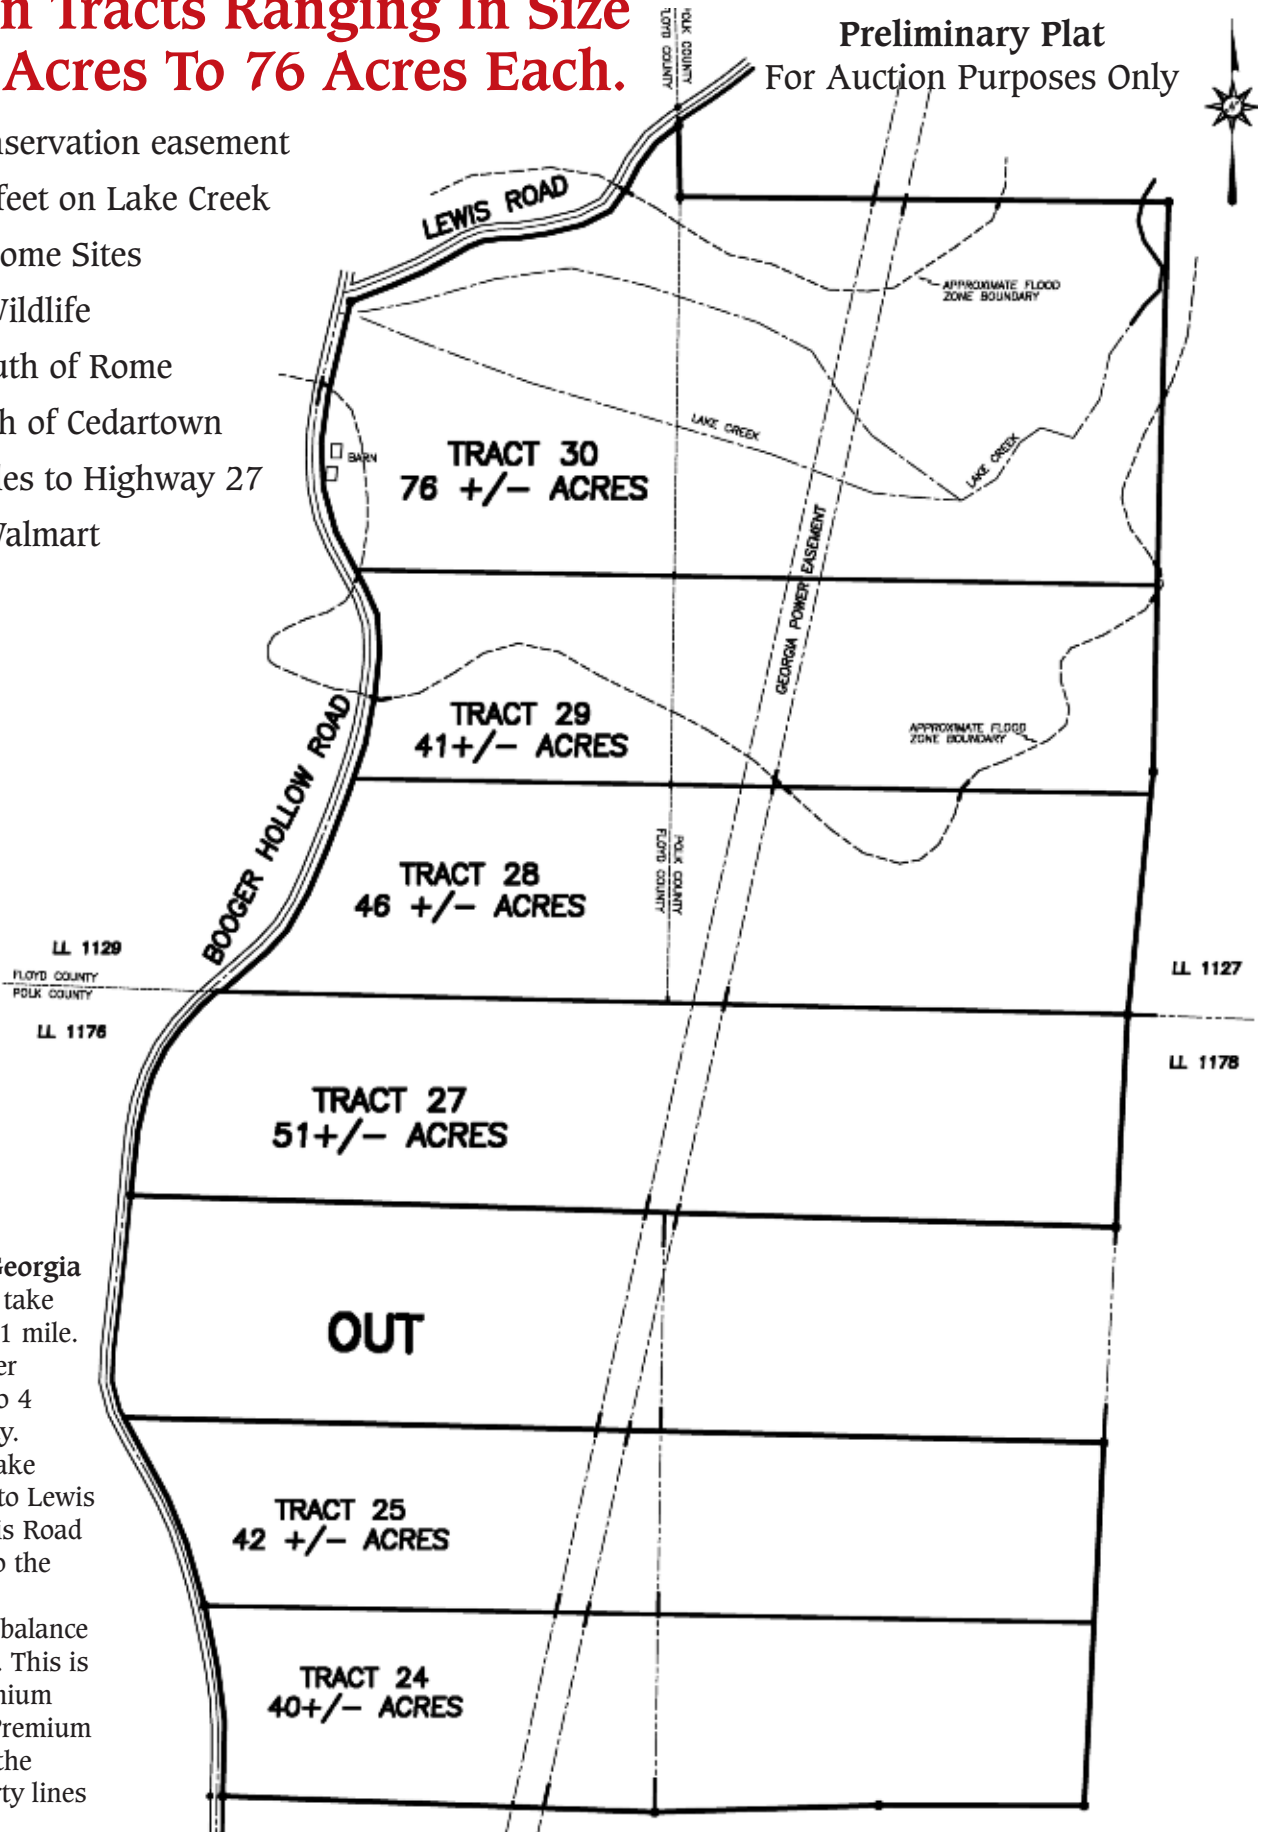 n Tracts Ranging In Size
Acres To 76 Acres Each.
Preliminary Plat
For Auction Purposes Only
FLOYD COUNTY
POLK COUNTY
nservation easement
feet on Lake Creek
ome Sites
Wildlife
uth of Rome
h of Cedartown
les to Highway 27
Walmart
LEWIS ROAD
APPROXIMATE FLOOD
ZONE BOUNDARY
LAKE CREEK
LAKE CREEK
BARN
TRACT 30
76 +/- ACRES
GEORGIA POWER EASEMENT
TRACT 29
41+/- ACRES
APPROXIMATE FLOOD
ZONE BOUNDARY
BOOGER HOLLOW ROAD
POLK COUNTY
FLOYD COUNTY
TRACT 28
46 +/- ACRES
LL 1129
FLOYD COUNTY
POLK COUNTY
LL 1176
LL 1127
LL 1178
TRACT 27
51+/- ACRES
OUT
Georgia
take
1 mile.
er
o 4
y.
ake
to Lewis
is Road
o the
balance
. This is
nium
Premium
the
rty lines
TRACT 25
42 +/- ACRES
TRACT 24
40+/- ACRES